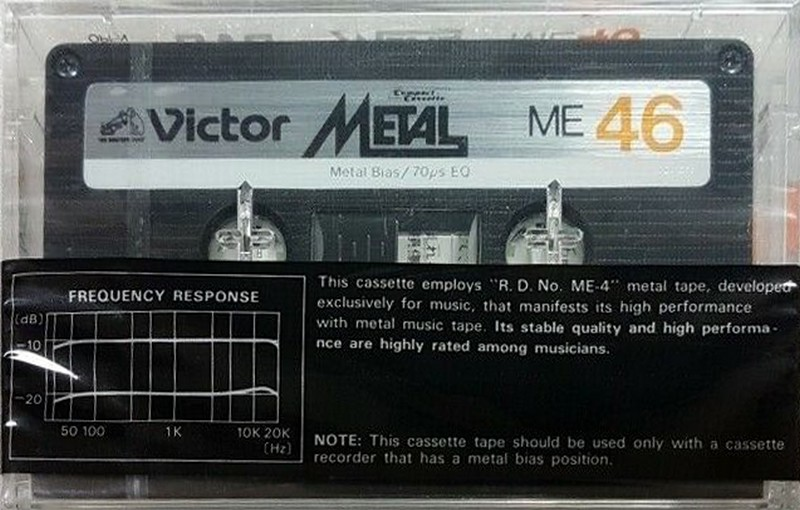 Compact
Cassette
Victor METAL ME 46
Metal Bias/70μs EQ
FREQUENCY RESPONSE
(dB)
−10
−20
50 100 1K 10K 20K
(Hz)
This cassette employs "R. D. No. ME-4" metal tape, developed
exclusively for music, that manifests its high performance
with metal music tape. Its stable quality and high performa-
nce are highly rated among musicians.
NOTE: This cassette tape should be used only with a cassette
recorder that has a metal bias position.